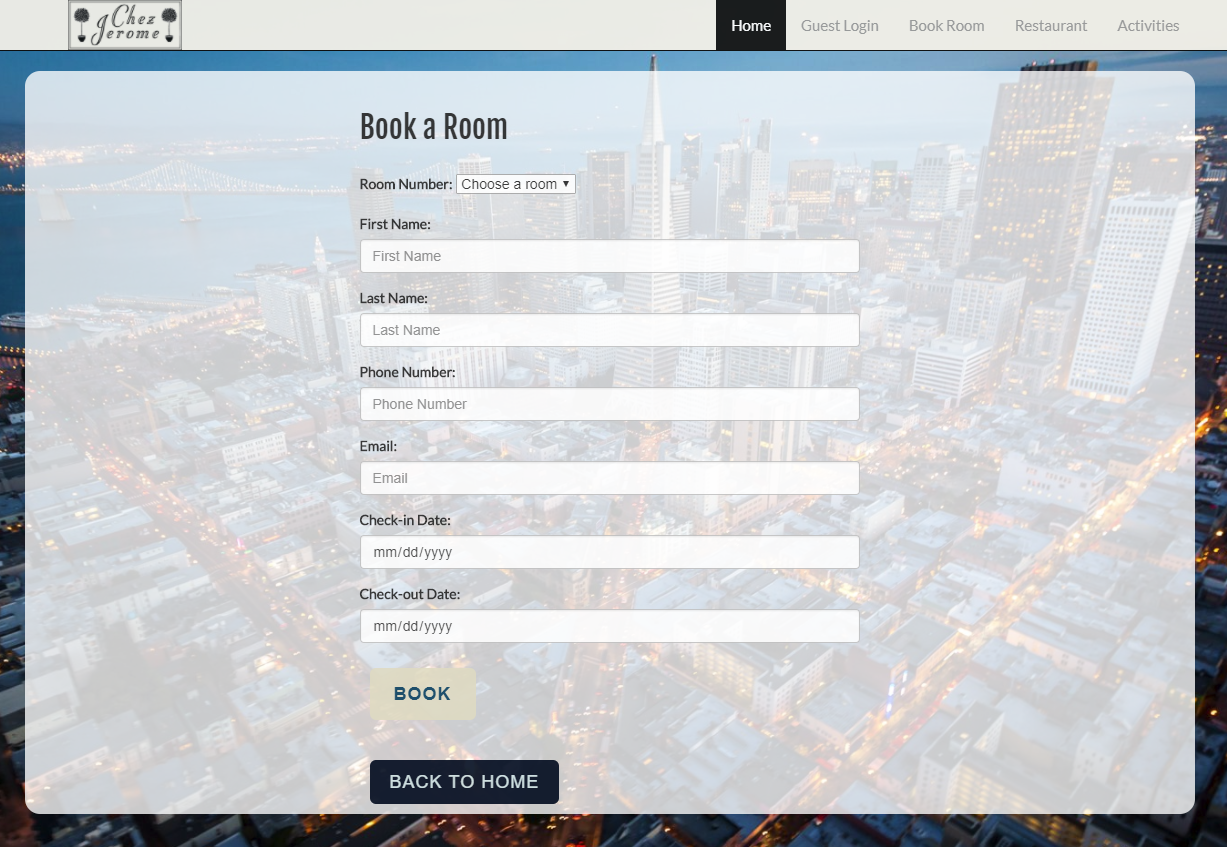 gChez
Jerome
Home Guest Login Book Room Restaurant Activities
Book a Room
Room Number: Choose a room
First Name:
First Name
Last Name:
Last Name
Phone Number:
Phone Number
Email:
Email
Check-in Date:
mm/dd/yyyy
Check-out Date:
mm/dd/yyyy
BOOK
BACK TO HOME